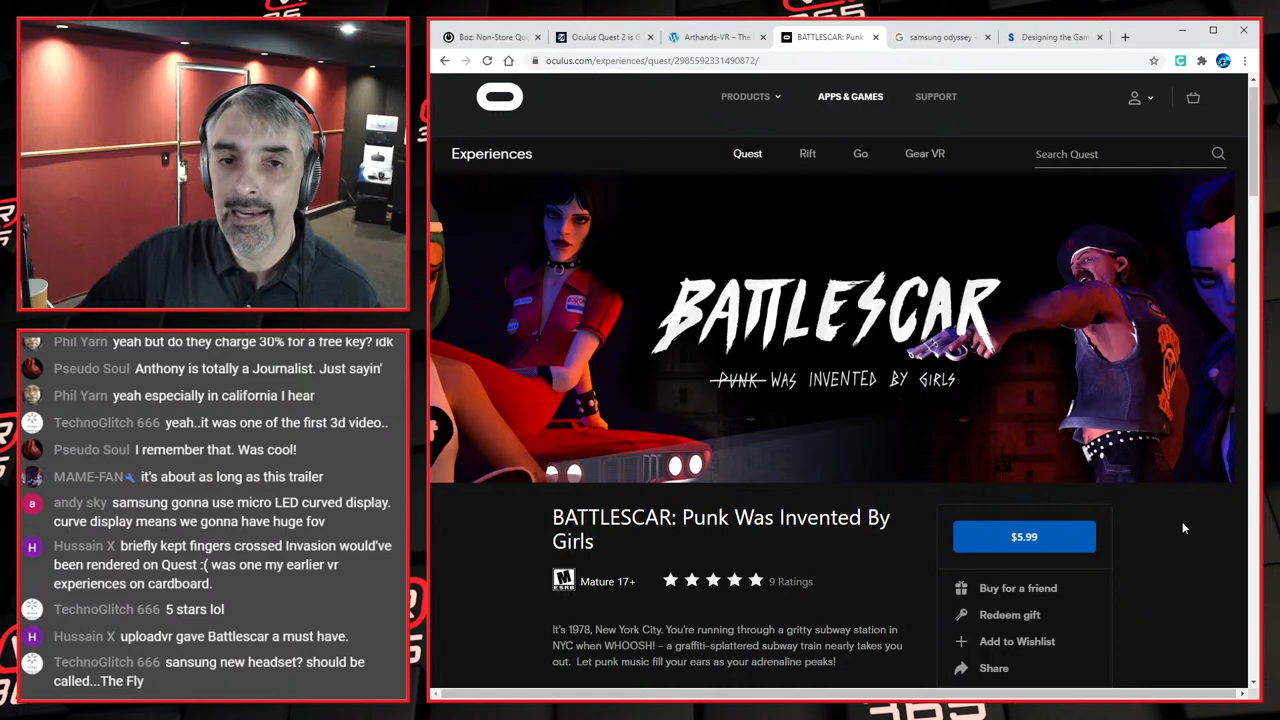 Phil Yarn yeah but do they charge 30% for a free key? idk
Pseudo Soul Anthony is totally a Journalist. Just sayin'
Phil Yarn yeah especially in california I hear
TechnoGlitch 666 yeah..it was one of the first 3d video..
Pseudo Soul I remember that. Was cool!
MAME-FAN it's about as long as this trailer
andy sky samsung gonna use micro LED curved display.
curve display means we gonna have huge fov
Hussain X briefly kept fingers crossed Invasion would've
been rendered on Quest :( was one my earlier vr
experiences on cardboard.
TechnoGlitch 666 5 stars lol
Hussain X uploadvr gave Battlescar a must have.
TechnoGlitch 666 sansung new headset? should be
called...The Fly
Boz: Non-Store Qu
Oculus Quest 2 is G
Arthands-VR – The
BATTLESCAR: Punk
samsung odyssey -
Designing the Gam
oculus.com/experiences/quest/2985592331490872/
PRODUCTS
APPS & GAMES
SUPPORT
Experiences
Quest
Rift
Go
Gear VR
Search Quest
BATTLESCAR
PUNK WAS INVENTED BY GIRLS
BATTLESCAR: Punk Was Invented By
Girls
$5.99
Mature 17+
9 Ratings
Buy for a friend
Redeem gift
It's 1978, New York City. You're running through a gritty subway station in
NYC when WHOOSH! – a graffiti-splattered subway train nearly takes you
out. Let punk music fill your ears as your adrenaline peaks!
Add to Wishlist
Share